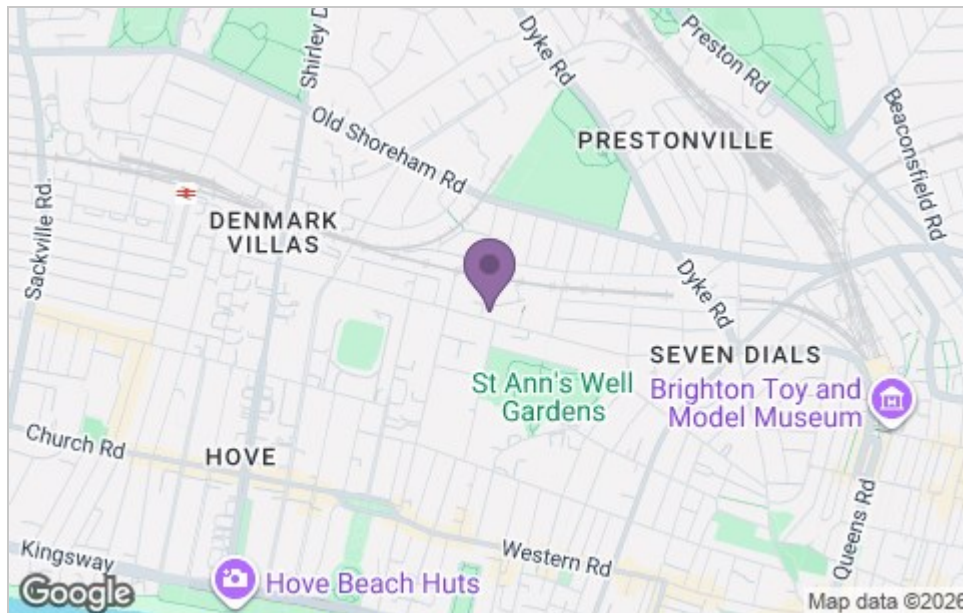 Shirley D
Dyke Rd
Preston Rd
Beaconsfield Rd
Old Shoreham Rd
PRESTONVILLE
Sackville Rd.
DENMARK
VILLAS
Dyke Rd
SEVEN DIALS
St Ann's Well
Gardens
Brighton Toy and
Model Museum
Church Rd
HOVE
Queens Rd
Western Rd
Kingsway
Hove Beach Huts
Google
Map data ©2026